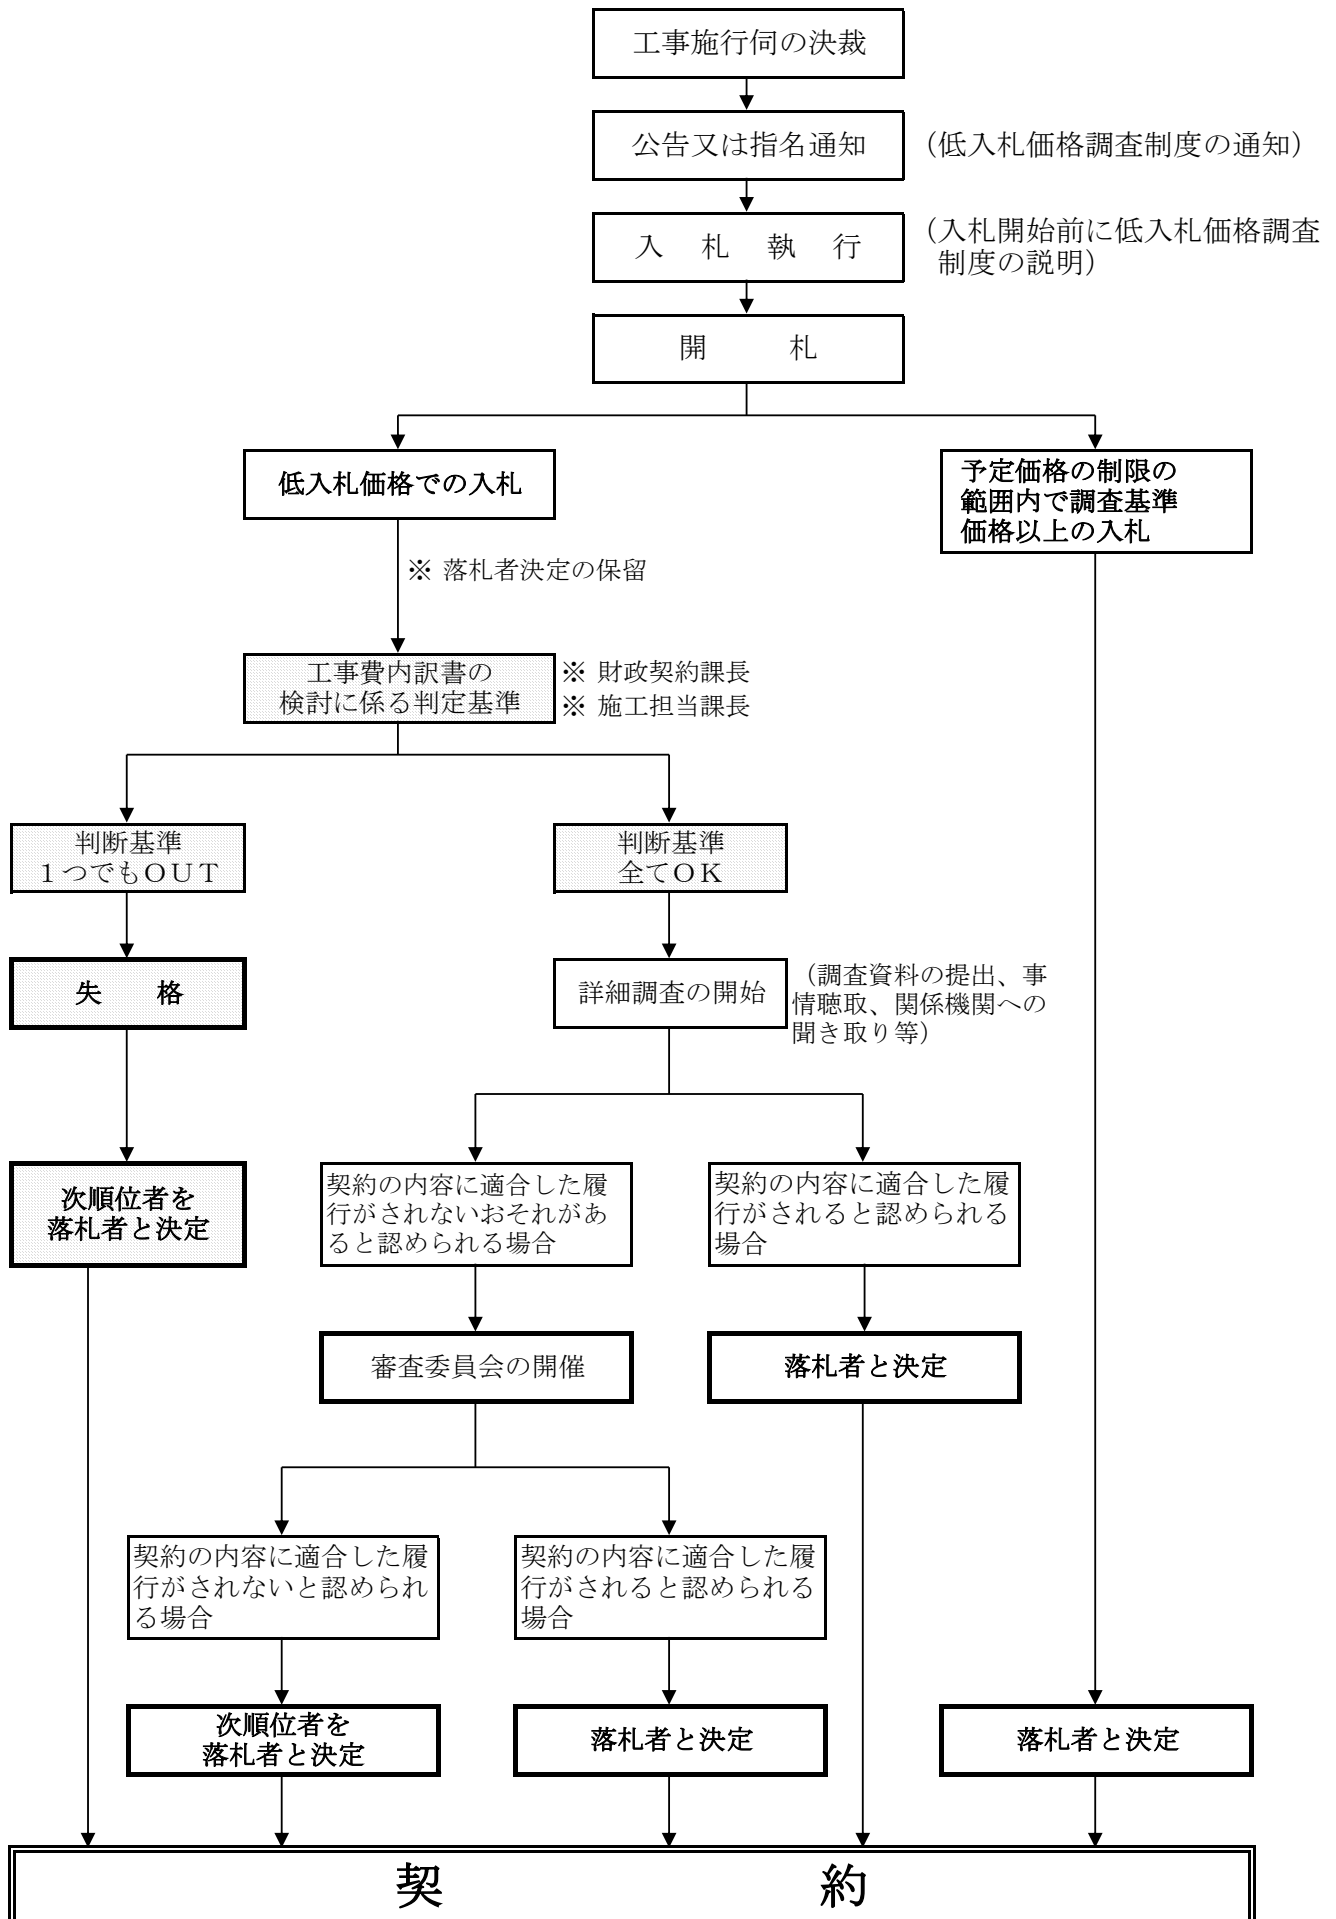 工事施行伺の決裁
公告又は指名通知
（低入札価格調査制度の通知）
入　札　執　行
（入札開始前に低入札価格調査
制度の説明）
開　　札
低入札価格での入札
予定価格の制限の
範囲内で調査基準
価格以上の入札
※ 落札者決定の保留
工事費内訳書の
検討に係る判定基準
※ 財政契約課長
※ 施工担当課長
判断基準
１つでもＯＵＴ
判断基準
全てＯＫ
失　　格
詳細調査の開始
（調査資料の提出、事
情聴取、関係機関への
聞き取り等）
次順位者を
落札者と決定
契約の内容に適合した履
行がされないおそれがあ
ると認められる場合
契約の内容に適合した履
行がされると認められる
場合
審査委員会の開催
落札者と決定
契約の内容に適合した履
行がされないと認められ
る場合
契約の内容に適合した履
行がされると認められる
場合
次順位者を
落札者と決定
落札者と決定
落札者と決定
契　　約